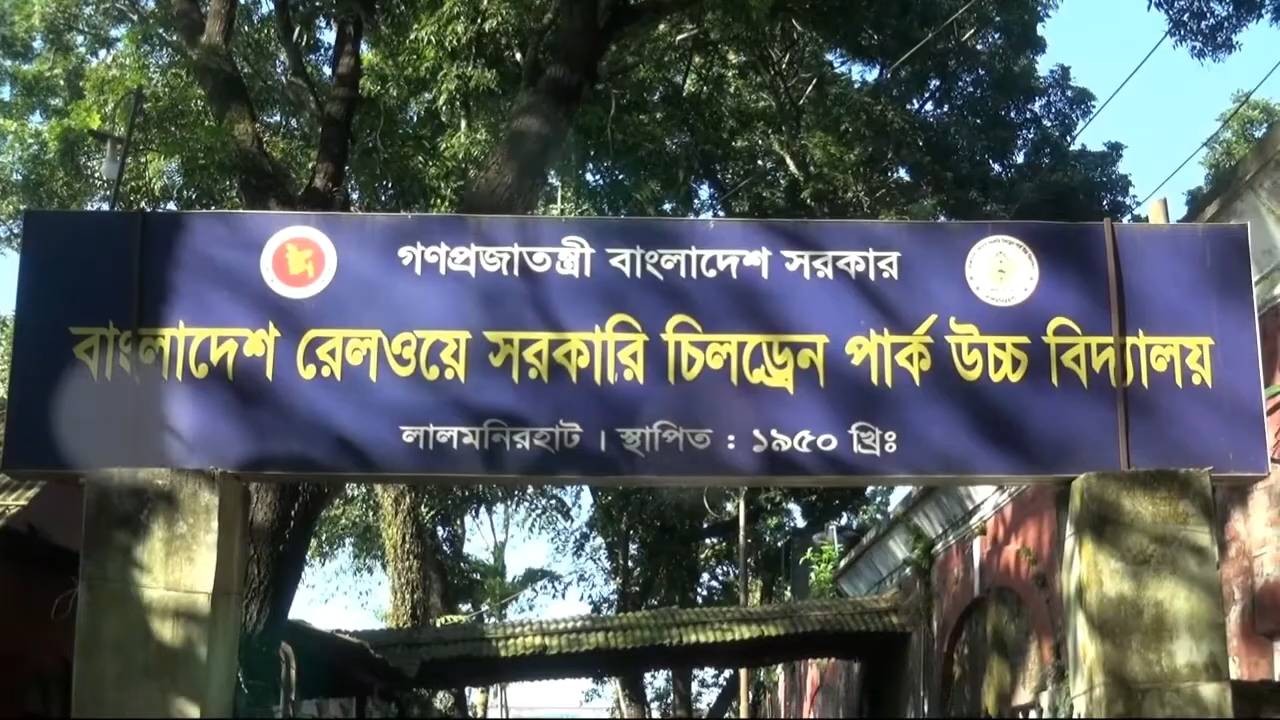 গণপ্রজাতন্ত্রী বাংলাদেশ সরকার
বাংলাদেশ রেলওয়ে সরকারি চিলড্রেন পার্ক উচ্চ বিদ্যালয়
লালমনিরহাট । স্থাপিত : ১৯৫০ খ্রিঃ